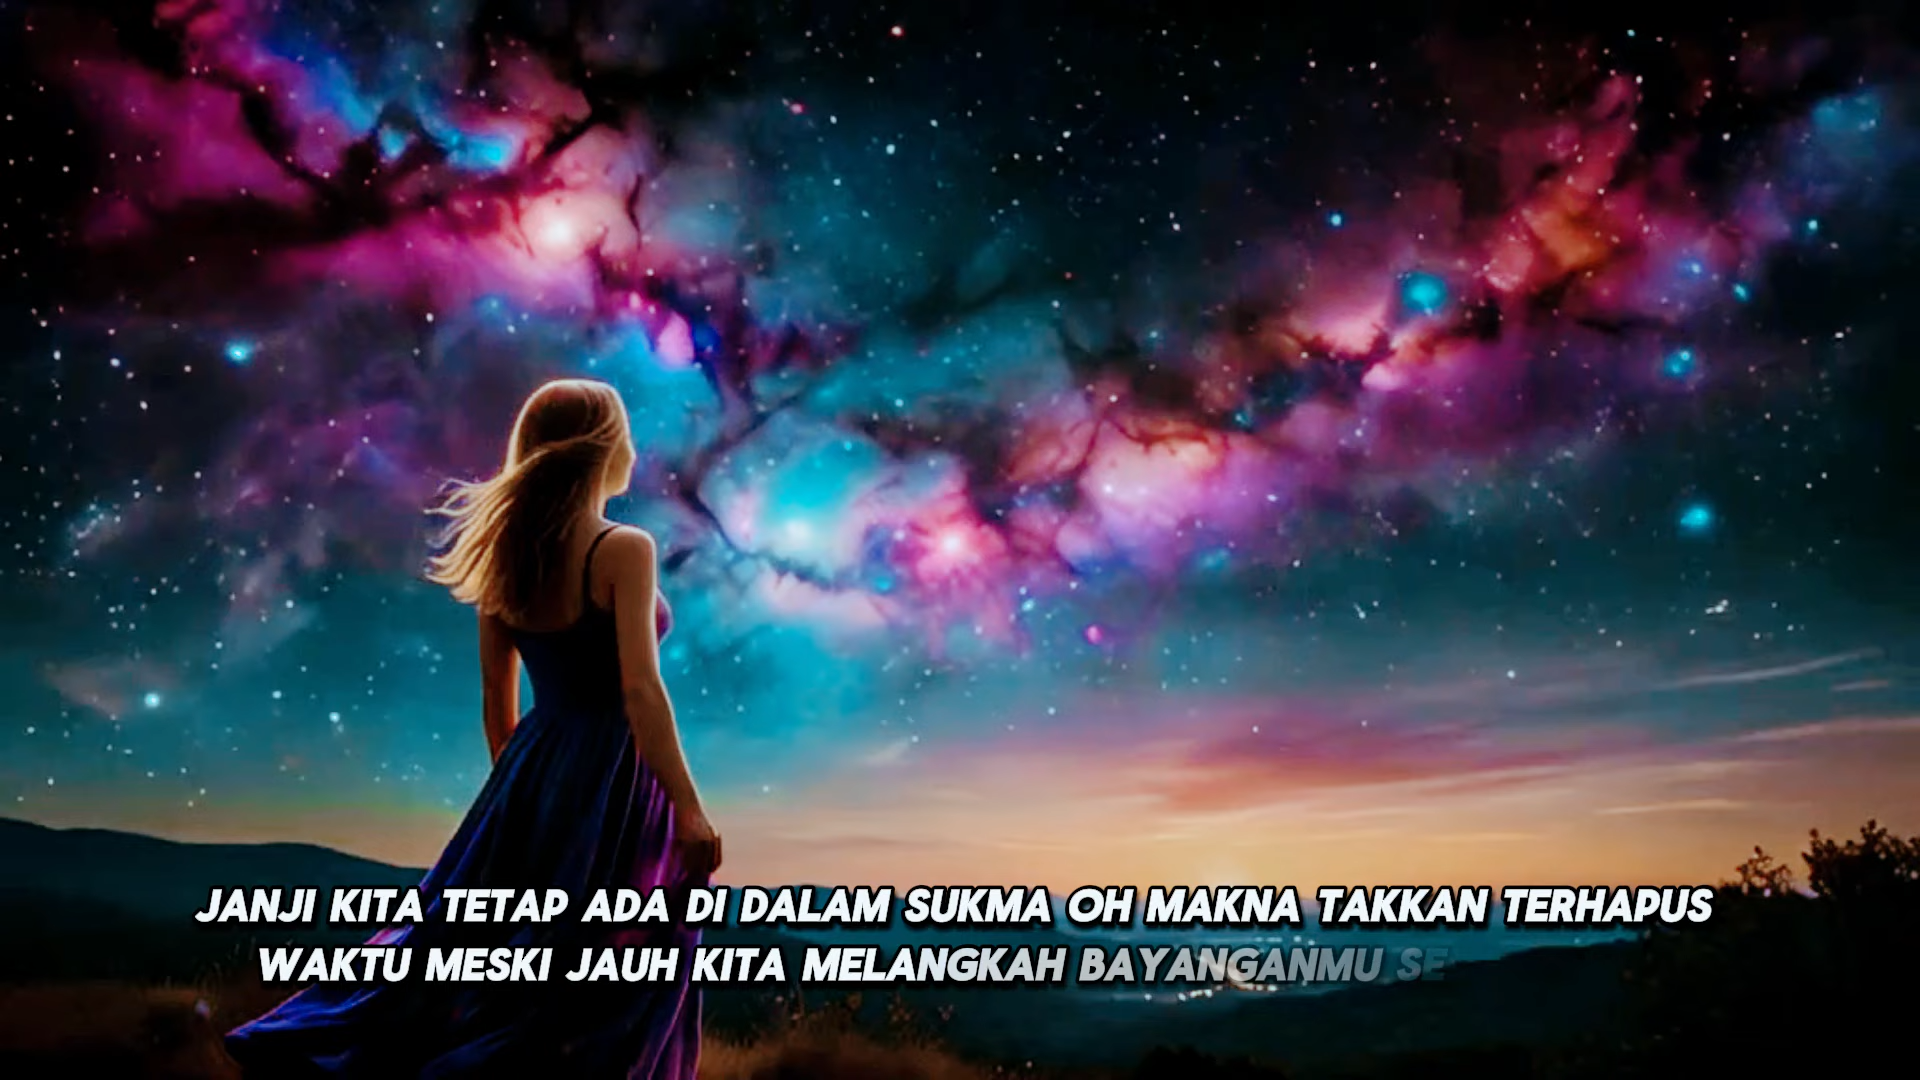 JANJI KITA TETAP ADA DI DALAM SUKMA OH MAKNA TAKKAN TERHAPUS
WAKTU MESKI JAUH KITA MELANGKAH BAYANGANMU SE